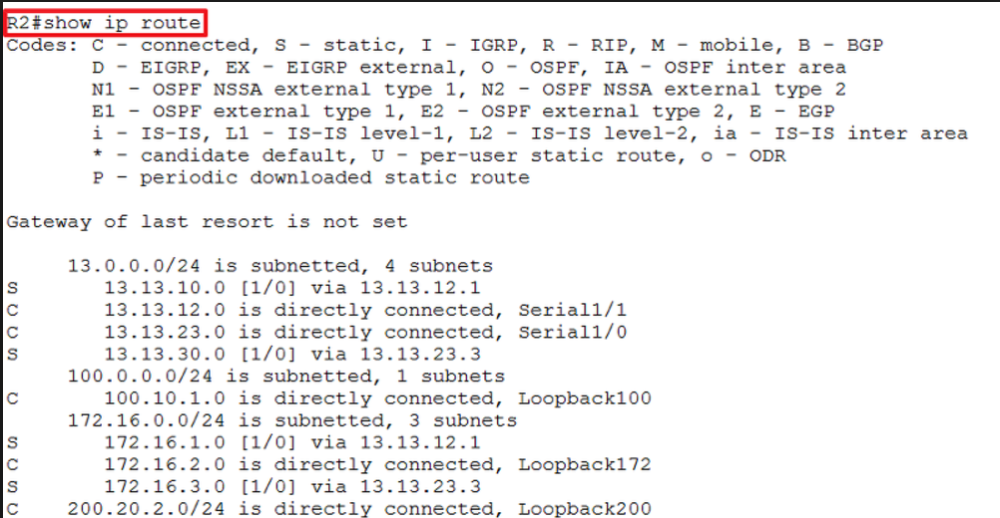 R2#show ip route
Codes: C - connected, S - static, I - IGRP, R - RIP, M - mobile, B - BGP
       D - EIGRP, EX - EIGRP external, O - OSPF, IA - OSPF inter area
       N1 - OSPF NSSA external type 1, N2 - OSPF NSSA external type 2
       E1 - OSPF external type 1, E2 - OSPF external type 2, E - EGP
       i - IS-IS, L1 - IS-IS level-1, L2 - IS-IS level-2, ia - IS-IS inter area
       * - candidate default, U - per-user static route, o - ODR
       P - periodic downloaded static route
Gateway of last resort is not set
     13.0.0.0/24 is subnetted, 4 subnets
S       13.13.10.0 [1/0] via 13.13.12.1
C       13.13.12.0 is directly connected, Serial1/1
C       13.13.23.0 is directly connected, Serial1/0
S       13.13.30.0 [1/0] via 13.13.23.3
     100.0.0.0/24 is subnetted, 1 subnets
C       100.10.1.0 is directly connected, Loopback100
     172.16.0.0/24 is subnetted, 3 subnets
S       172.16.1.0 [1/0] via 13.13.12.1
C       172.16.2.0 is directly connected, Loopback172
S       172.16.3.0 [1/0] via 13.13.23.3
C    200.20.2.0/24 is directly connected, Loopback200